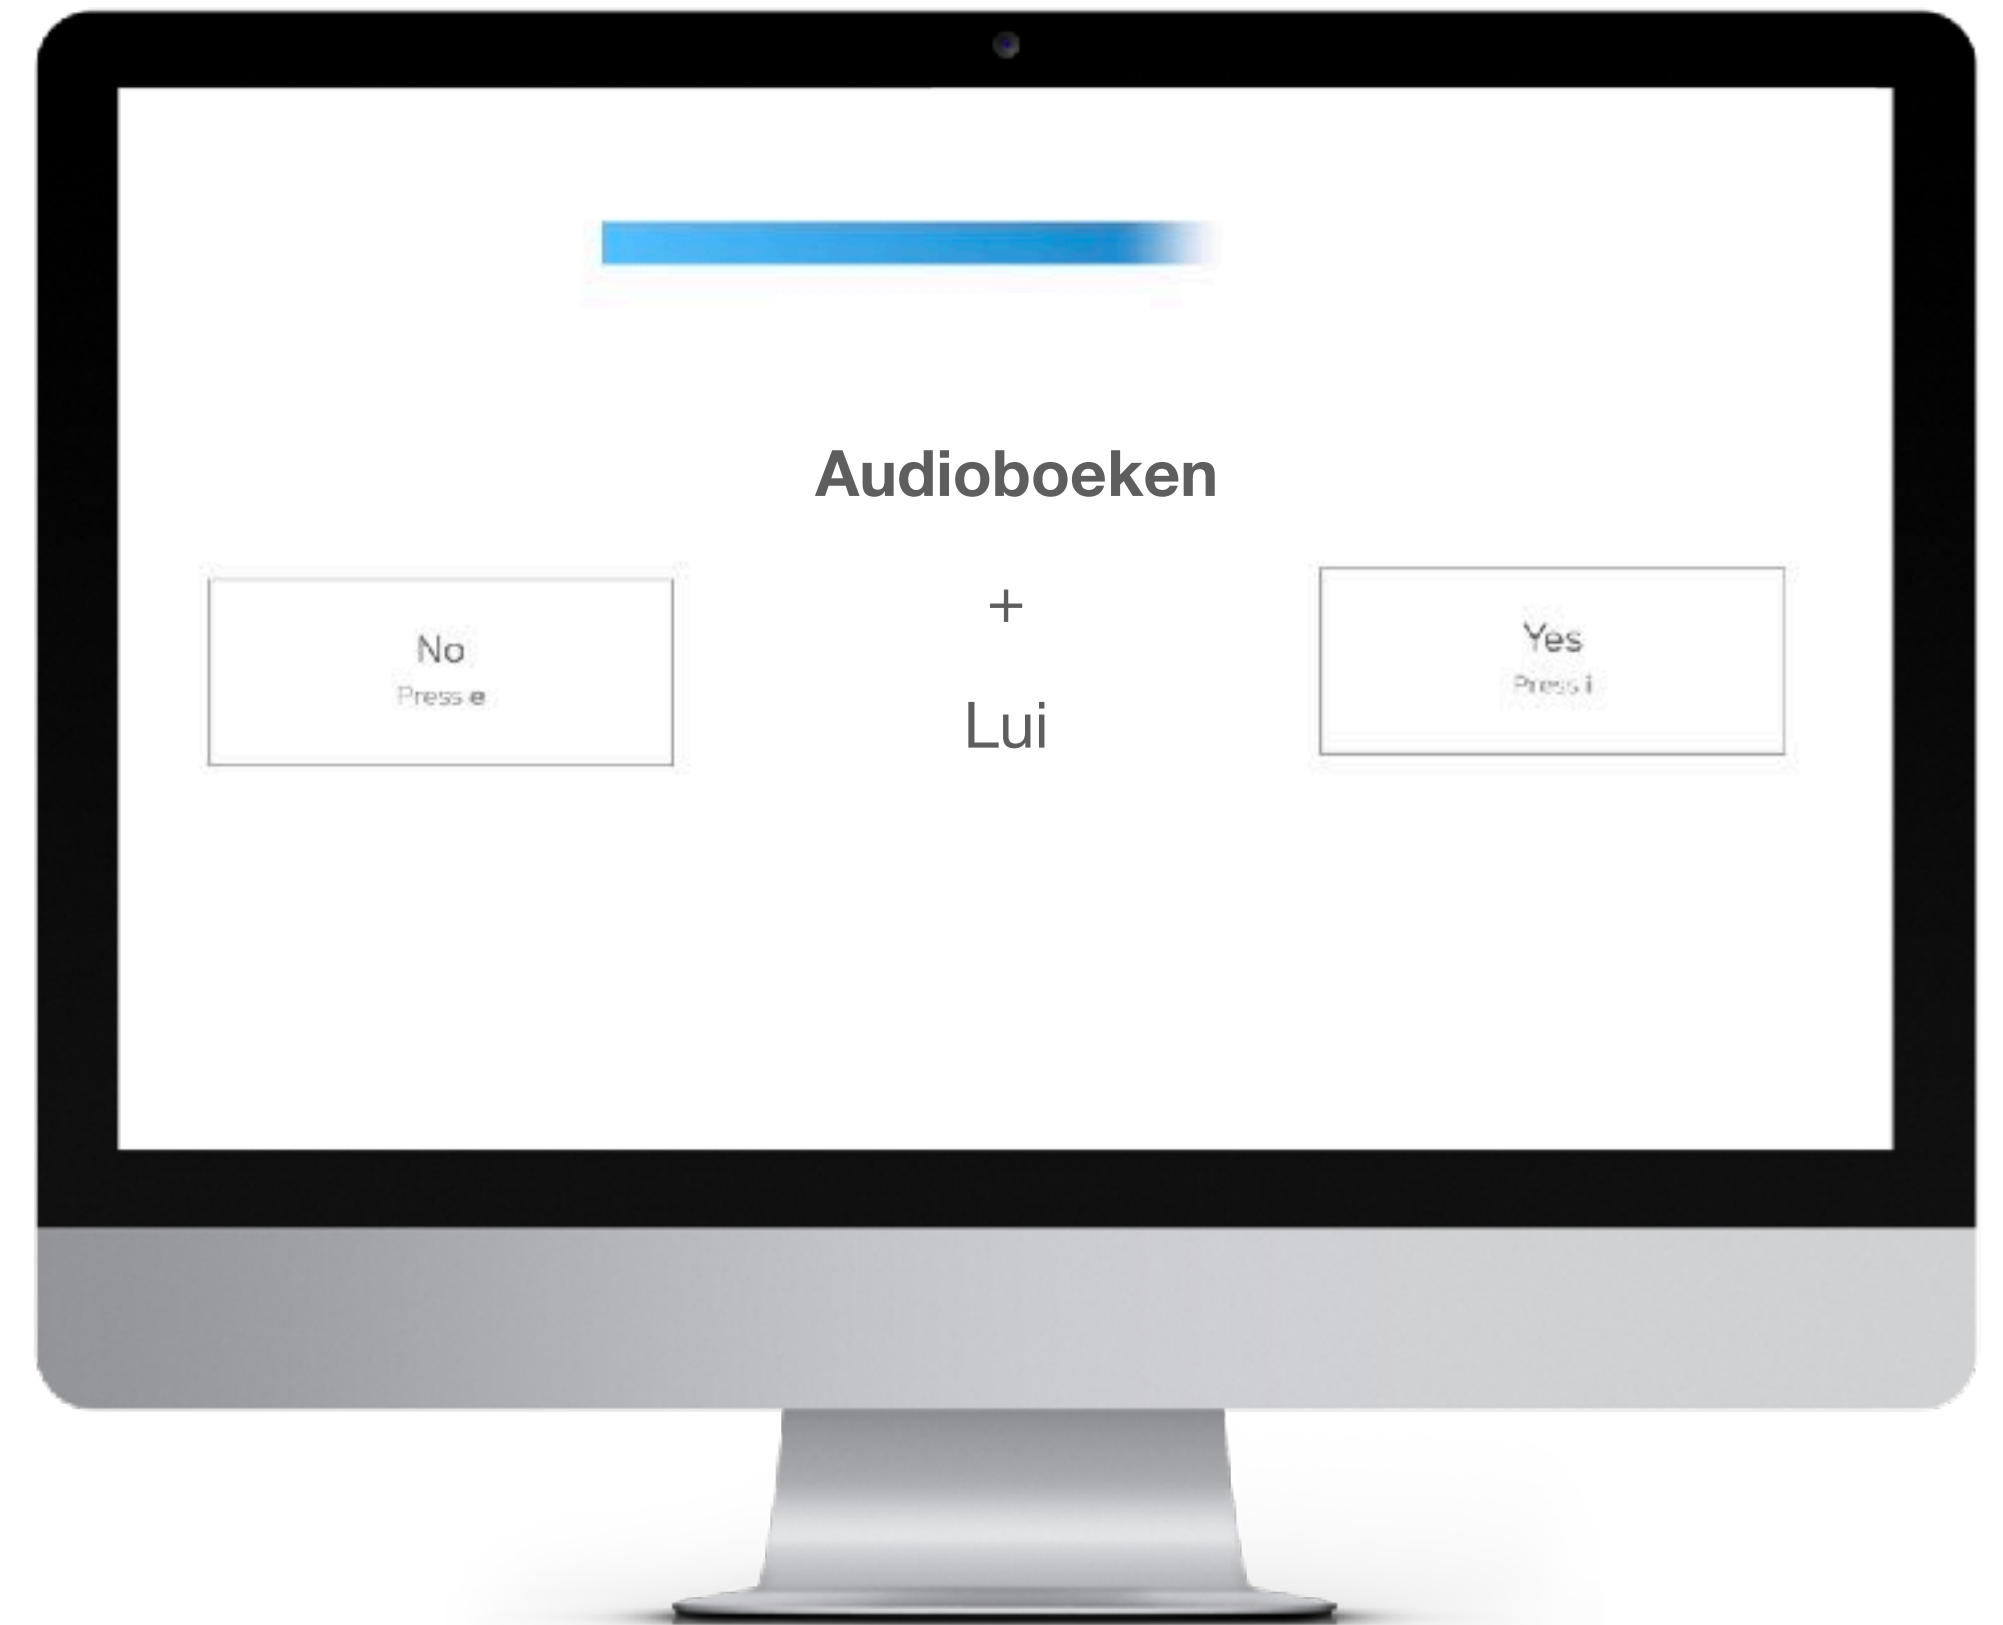 Audioboeken
+
No
Press e
Lui
Yes
Press i